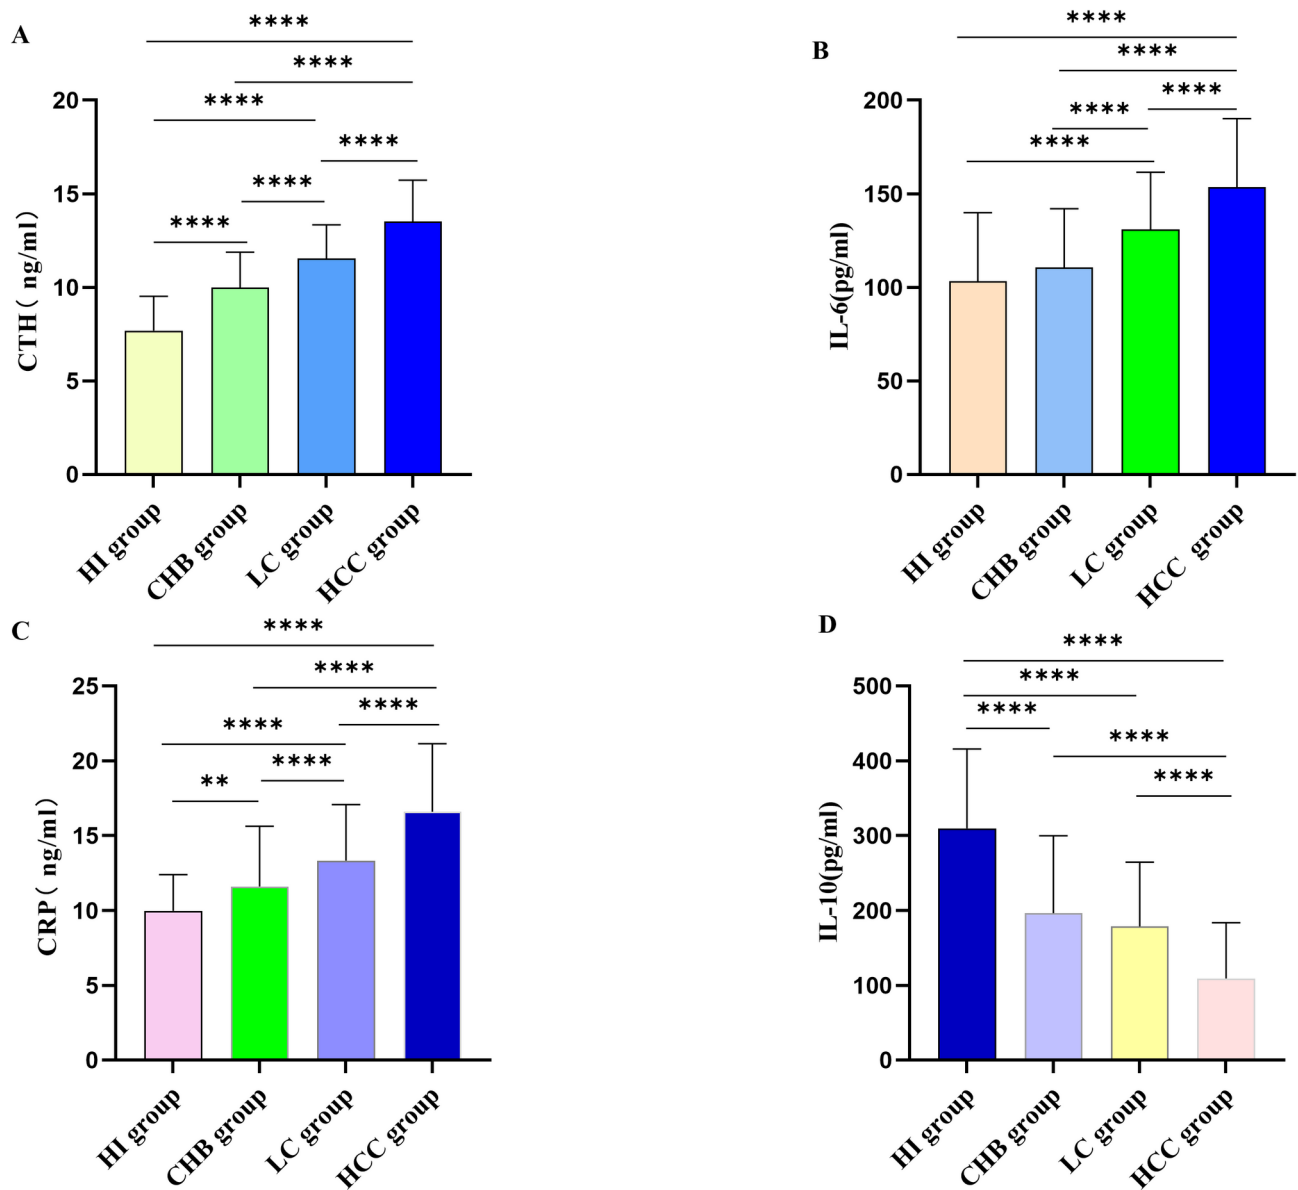 A
****
****
****
****
****
****
20
15
10
5
0
CTH( ng/ml)
HI group
CHB group
LC group
HCC group
B
****
****
****
****
****
200
150
100
50
0
IL-6(pg/ml)
HI group
CHB group
LC group
HCC group
C
****
****
****
****
****
**
25
20
15
10
5
0
CRP( ng/ml)
HI group
CHB group
LC group
HCC group
D
****
****
****
****
****
500
400
300
200
100
0
IL-10(pg/ml)
HI group
CHB group
LC group
HCC group